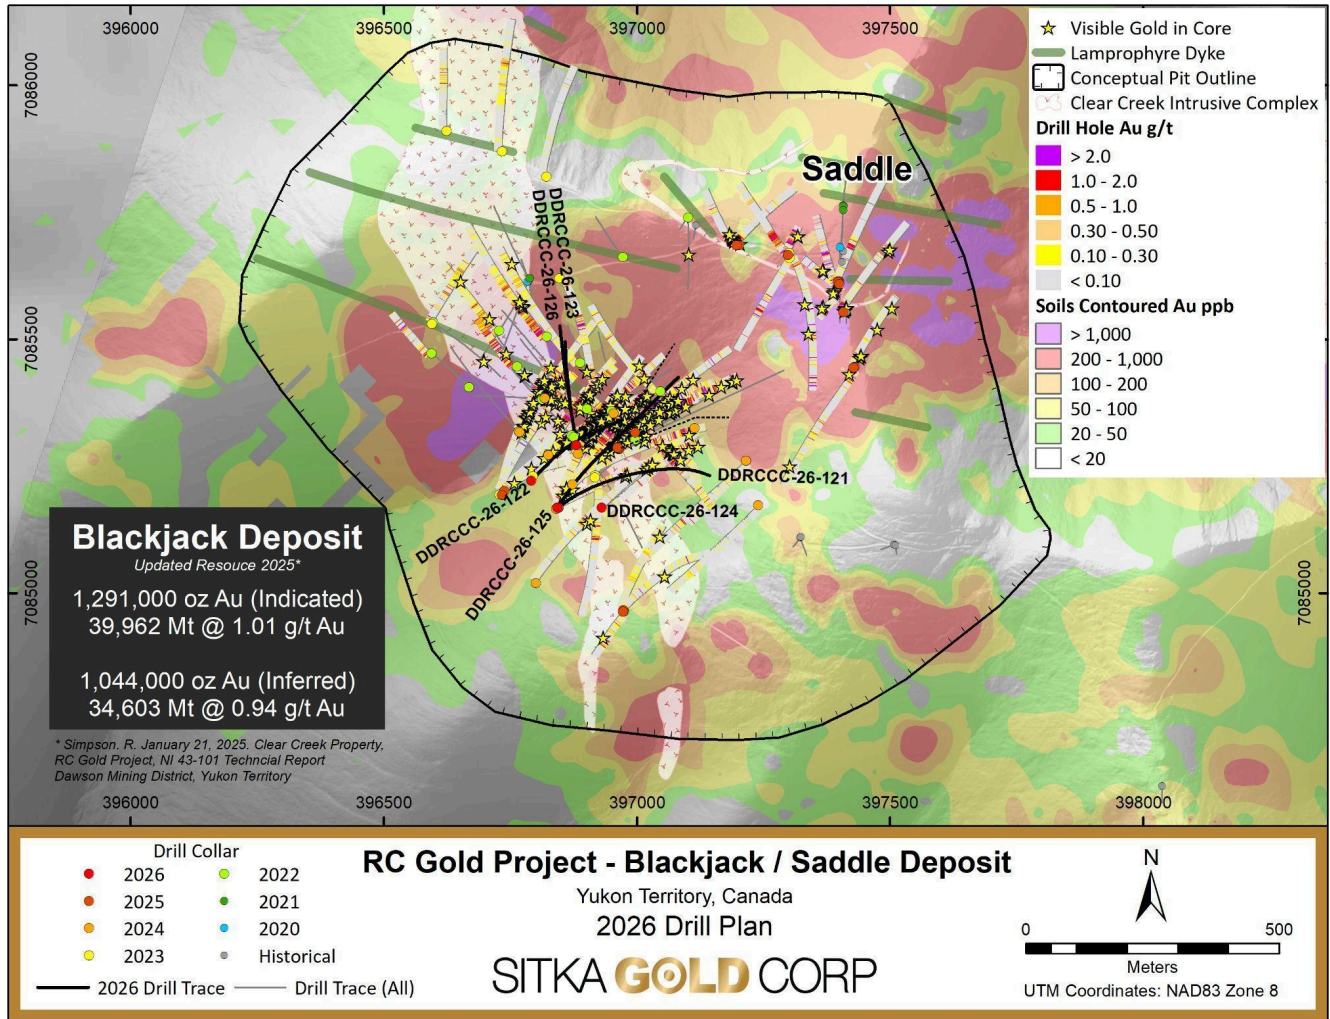 396000
396500
397000
397500
7086000
7085500
7085000
7085000
Visible Gold in Core
Lamprophyre Dyke
Conceptual Pit Outline
Clear Creek Intrusive Complex
Drill Hole Au g/t
> 2.0
1.0 - 2.0
0.5 - 1.0
0.30 - 0.50
0.10 - 0.30
< 0.10
Soils Contoured Au ppb
> 1,000
200 - 1,000
100 - 200
50 - 100
20 - 50
< 20
Saddle
DDRCCC-26-123
DDRCCC-26-126
DDRCCC-26-121
DDRCCC-26-122
DDRCCC-26-124
DDRCCC-26-125
Blackjack Deposit
Updated Resouce 2025*
1,291,000 oz Au (Indicated)
39,962 Mt @ 1.01 g/t Au
1,044,000 oz Au (Inferred)
34,603 Mt @ 0.94 g/t Au
* Simpson. R. January 21, 2025. Clear Creek Property,
RC Gold Project, NI 43-101 Techncial Report
Dawson Mining District, Yukon Territory
396000
396500
397000
397500
398000
Drill Collar
2026
2025
2024
2023
2022
2021
2020
Historical
2026 Drill Trace
Drill Trace (All)
RC Gold Project - Blackjack / Saddle Deposit
Yukon Territory, Canada
2026 Drill Plan
SITKA GOLD CORP
N
0 500
Meters
UTM Coordinates: NAD83 Zone 8